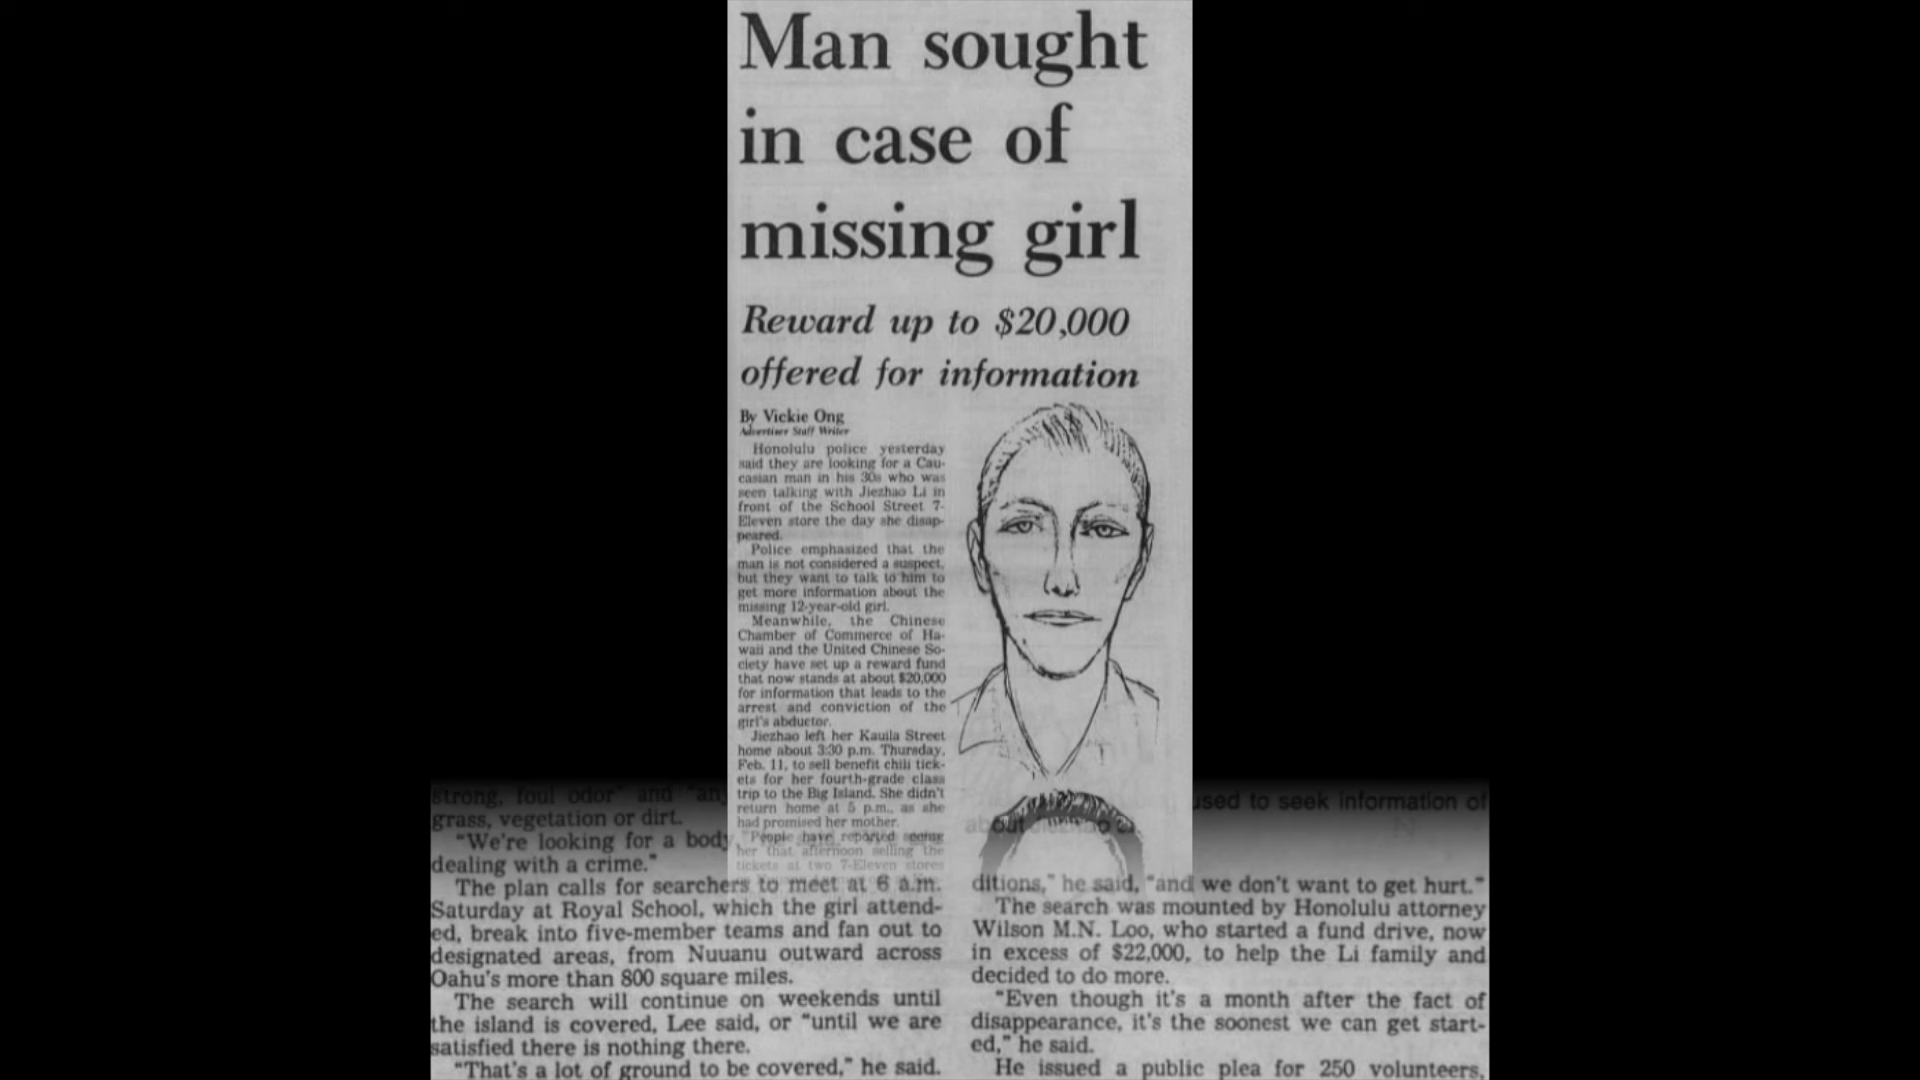 Man sought
in case of
missing girl
Reward up to $20,000
offered for information
By Vickie Ong
Advertiser Staff Writer
Honolulu police yesterday
said they are looking for a Cau-
casian man in his 30s who was
seen talking with Jiezhao Li in
front of the School Street 7-
Eleven store the day she disap-
peared.
Police emphasized that the
man is not considered a suspect,
but they want to talk to him to
get more information about the
missing 12-year-old girl.
Meanwhile, the Chinese
Chamber of Commerce of Ha-
waii and the United Chinese So-
ciety have set up a reward fund
that now stands at about $20,000
for information that leads to the
arrest and conviction of the
girl's abductor.
Jiezhao left her Kauila Street
home about 3:30 p.m. Thursday,
Feb. 11, to sell benefit chili tick-
ets for her fourth-grade class
trip to the Big Island. She didn't
return home at 5 p.m., as she
had promised her mother.
"People have reported seeing
her that afternoon selling the
tickets at two 7-Eleven stores
strong, foul odor" and "any
grass, vegetation or dirt.
"We're looking for a body
dealing with a crime."
The plan calls for searchers to meet at 6 a.m.
Saturday at Royal School, which the girl attend-
ed, break into five-member teams and fan out to
designated areas, from Nuuanu outward across
Oahu's more than 800 square miles.
The search will continue on weekends until
the island is covered, Lee said, or "until we are
satisfied there is nothing there.
"That's a lot of ground to be covered," he said.
used to seek information of
about Jiezhao Li
ditions," he said, "and we don't want to get hurt."
The search was mounted by Honolulu attorney
Wilson M.N. Loo, who started a fund drive, now
in excess of $22,000, to help the Li family and
decided to do more.
"Even though it's a month after the fact of
disappearance, it's the soonest we can get start-
ed," he said.
He issued a public plea for 250 volunteers,